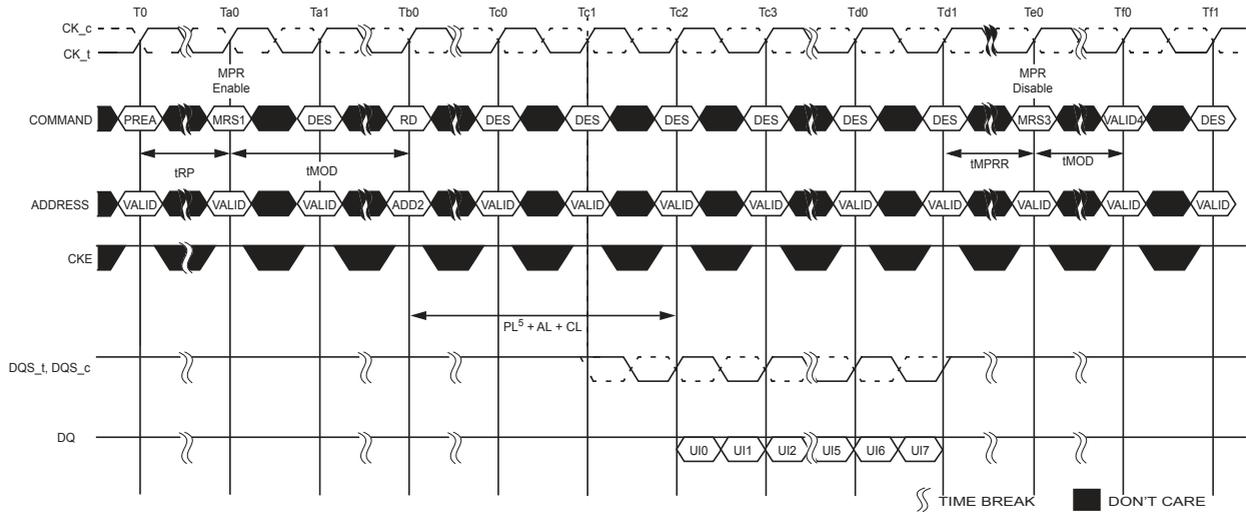 T0 Ta0 Ta1 Tb0 Tc0 Tc1 Tc2 Tc3 Td0 Td1 Te0 Tf0 Tf1
CK_c
CK_t
MPR Enable
MPR Disable
COMMAND PREA MRS1 DES RD DES DES DES DES DES DES MRS3 VALID4 DES
tRP tMOD tMPRR tMOD
ADDRESS VALID VALID VALID ADD2 VALID VALID VALID VALID VALID VALID VALID VALID VALID
CKE
PL5 + AL + CL
DQS_t, DQS_c
DQ UI0 UI1 UI2 UI5 UI6 UI7
TIME BREAK DON'T CARE